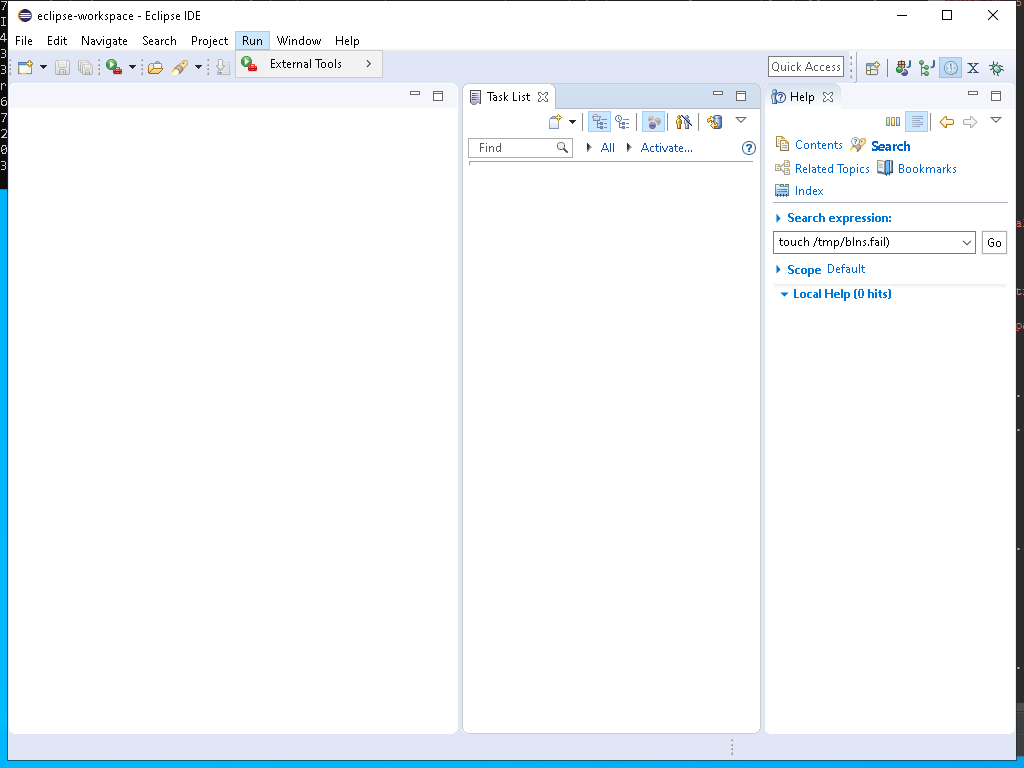 eclipse-workspace - Eclipse IDE
File Edit Navigate Search Project Run Window Help
External Tools
Quick Access
Task List
Help
Find
All
Activate...
Contents
Search
Related Topics
Bookmarks
Index
Search expression:
touch /tmp/blns.fail)
Go
Scope Default
Local Help (0 hits)